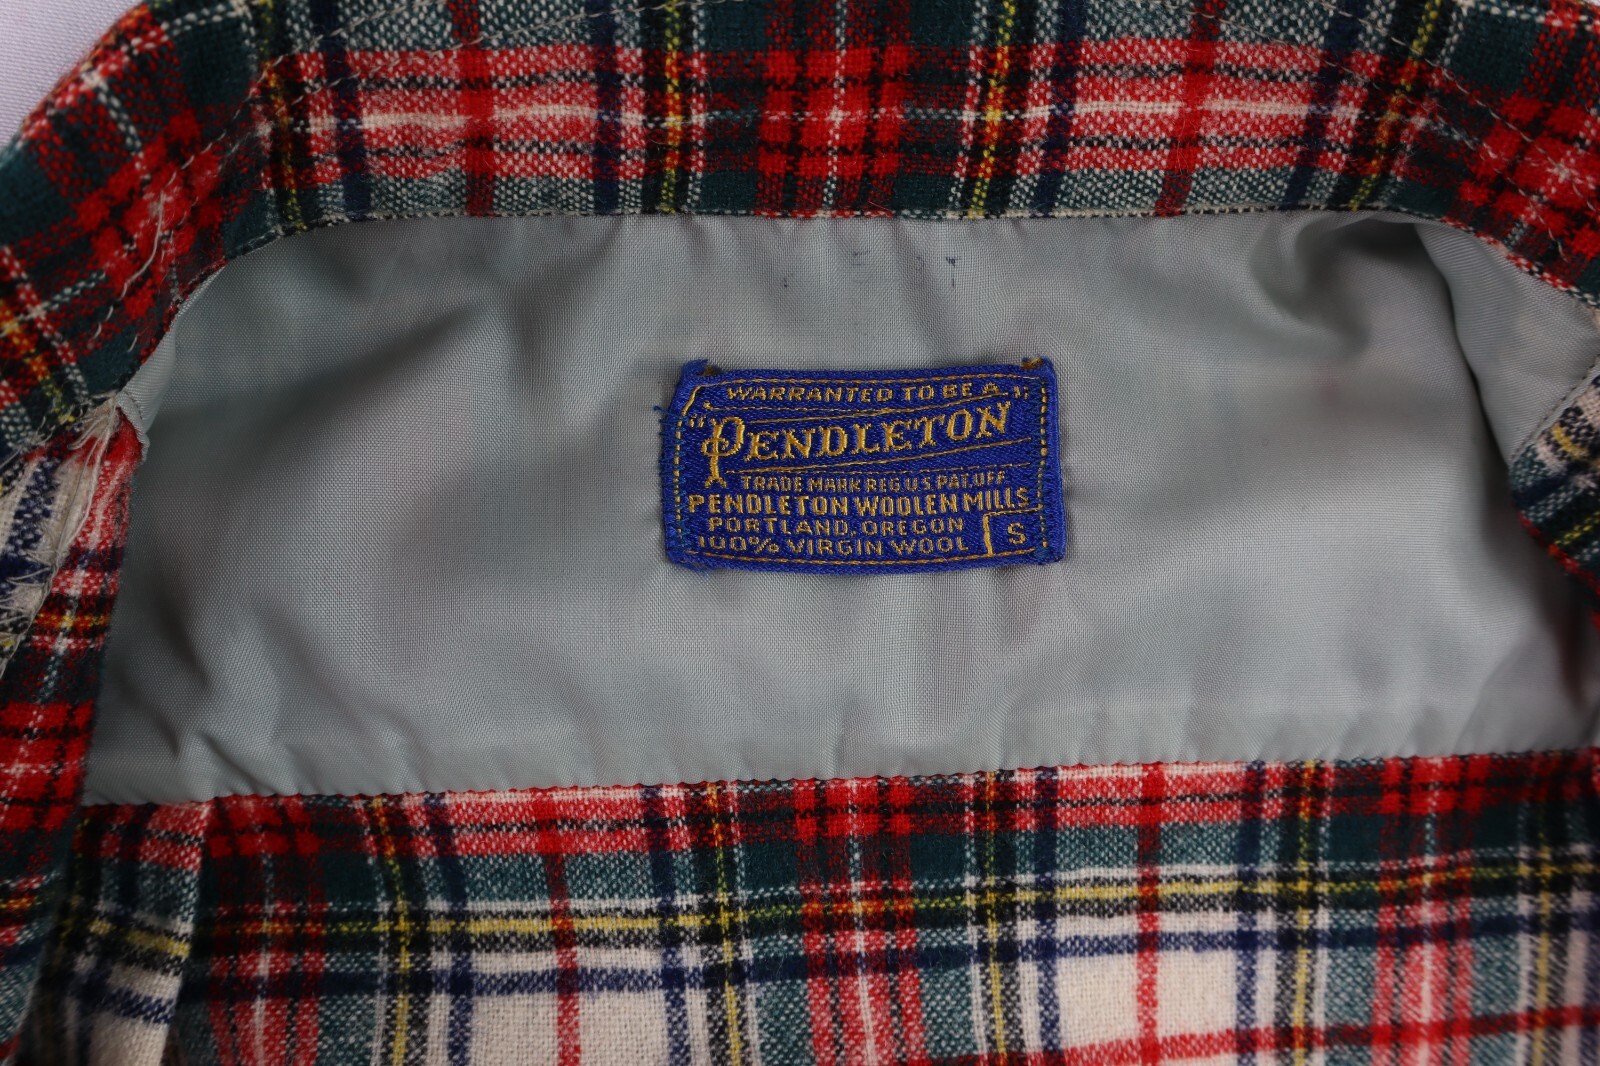 WARRANTED TO BE A
"PENDLETON
TRADE MARK REG. U.S. PAT. OFF
PENDLETON WOOLEN MILLS
PORTLAND, OREGON
S
100% VIRGIN WOOL